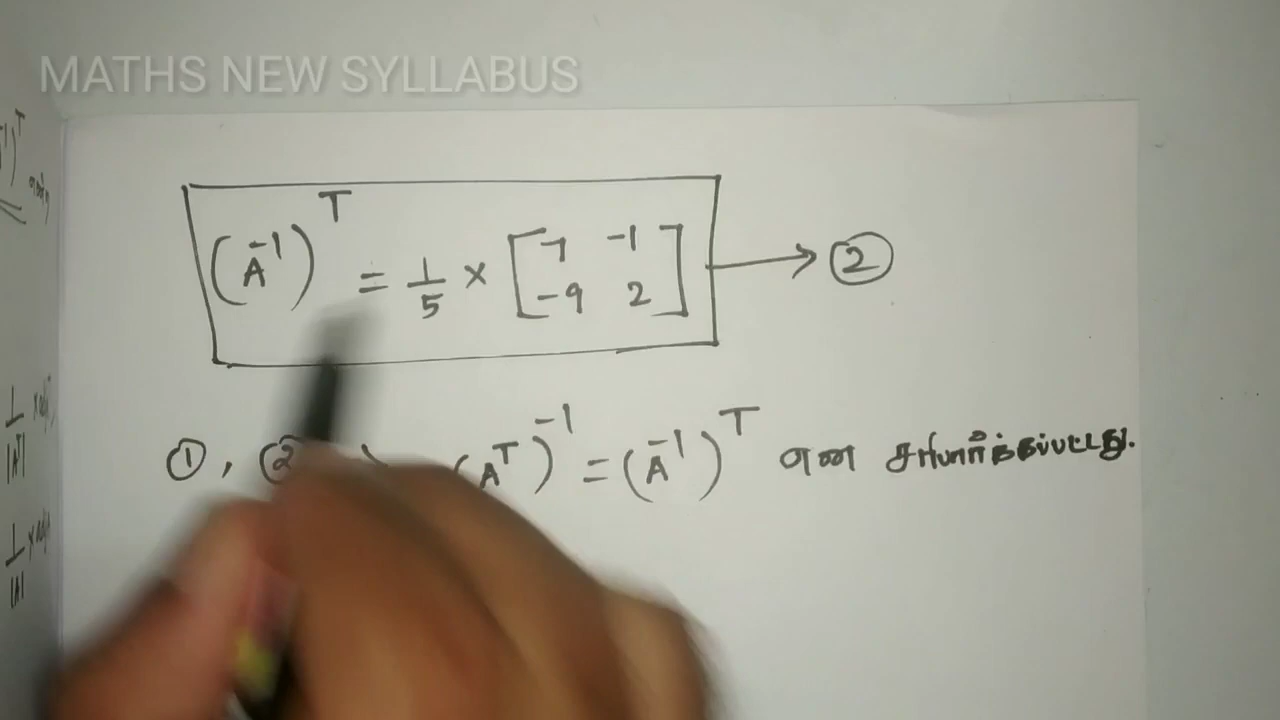 MATHS NEW SYLLABUS
(A⁻¹)ᵀ = 1/5 × [7 -1; -9 2] → ②
①, ② (Aᵀ)⁻¹ = (A⁻¹)ᵀ என சரிபார்க்கப்பட்டது.